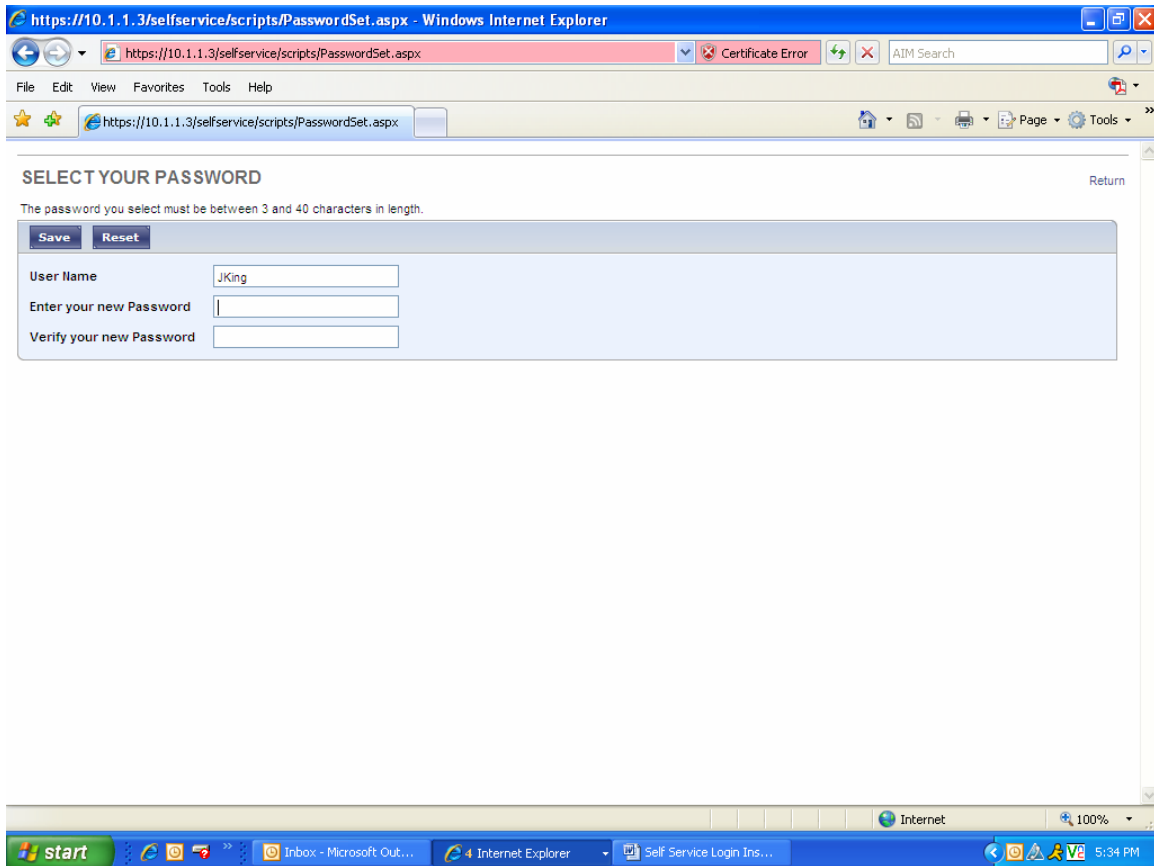 https://10.1.1.3/selfservice/scripts/PasswordSet.aspx - Windows Internet Explorer
https://10.1.1.3/selfservice/scripts/PasswordSet.aspx Certificate Error AIM Search
File Edit View Favorites Tools Help
https://10.1.1.3/selfservice/scripts/PasswordSet.aspx Page Tools »
SELECT YOUR PASSWORD
Return
The password you select must be between 3 and 40 characters in length.
Save Reset
User Name JKing
Enter your new Password
Verify your new Password
Internet 100%
start » Inbox - Microsoft Out... 4 Internet Explorer Self Service Login Ins... 5:34 PM